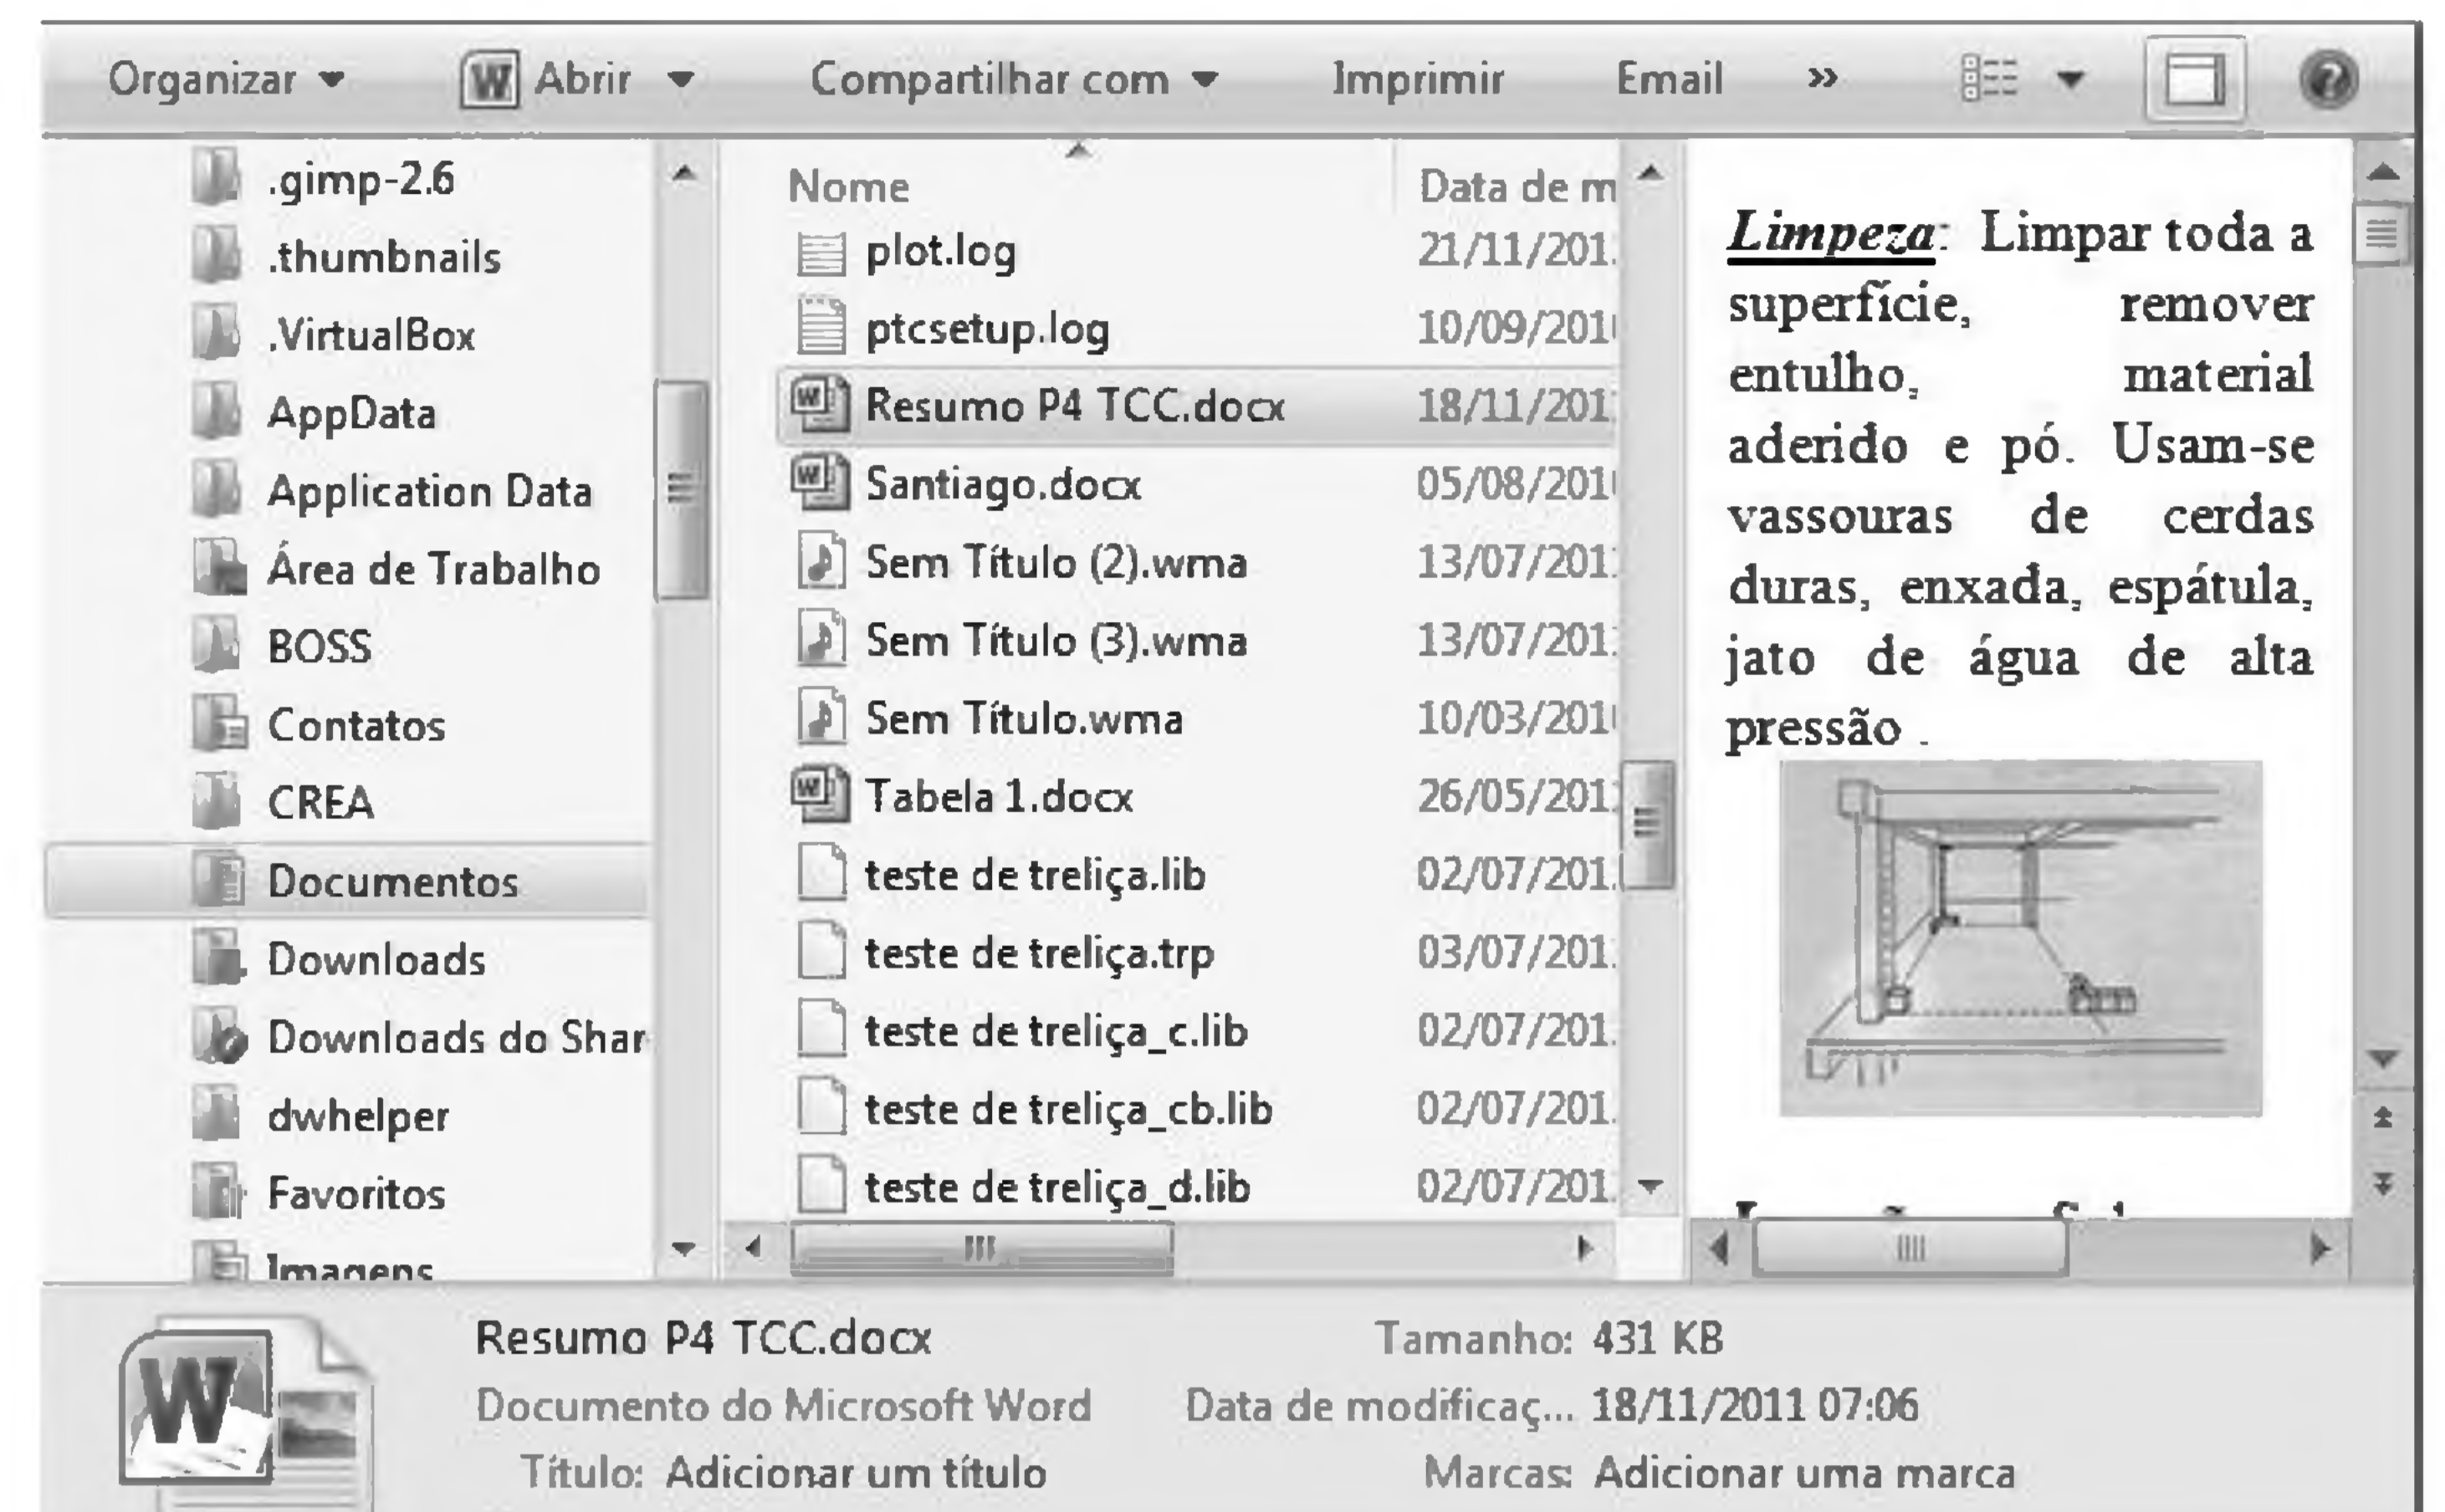 Organizar Abrir Compartilhar com Imprimir Email »
.gimp-2.6
.thumbnails
.VirtualBox
AppData
Application Data
Área de Trabalho
BOSS
Contatos
CREA
Documentos
Downloads
Downloads do Shar
dwhelper
Favoritos
Imagens
Nome Data de m
plot.log 21/11/201
ptcsetup.log 10/09/201
Resumo P4 TCC.docx 18/11/201
Santiago.docx 05/08/201
Sem Título (2).wma 13/07/201
Sem Título (3).wma 13/07/201
Sem Título.wma 10/03/201
Tabela 1.docx 26/05/201
teste de treliça.lib 02/07/201
teste de treliça.trp 03/07/201
teste de treliça_c.lib 02/07/201
teste de treliça_cb.lib 02/07/201
teste de treliça_d.lib 02/07/201
Limpeza: Limpar toda a
superfície, remover
entulho, material
aderido e pó. Usam-se
vassouras de cerdas
duras, enxada, espátula,
jato de água de alta
pressão .
Resumo P4 TCC.docx
Documento do Microsoft Word
Título: Adicionar um título
Tamanho: 431 KB
Data de modificaç... 18/11/2011 07:06
Marcas: Adicionar uma marca